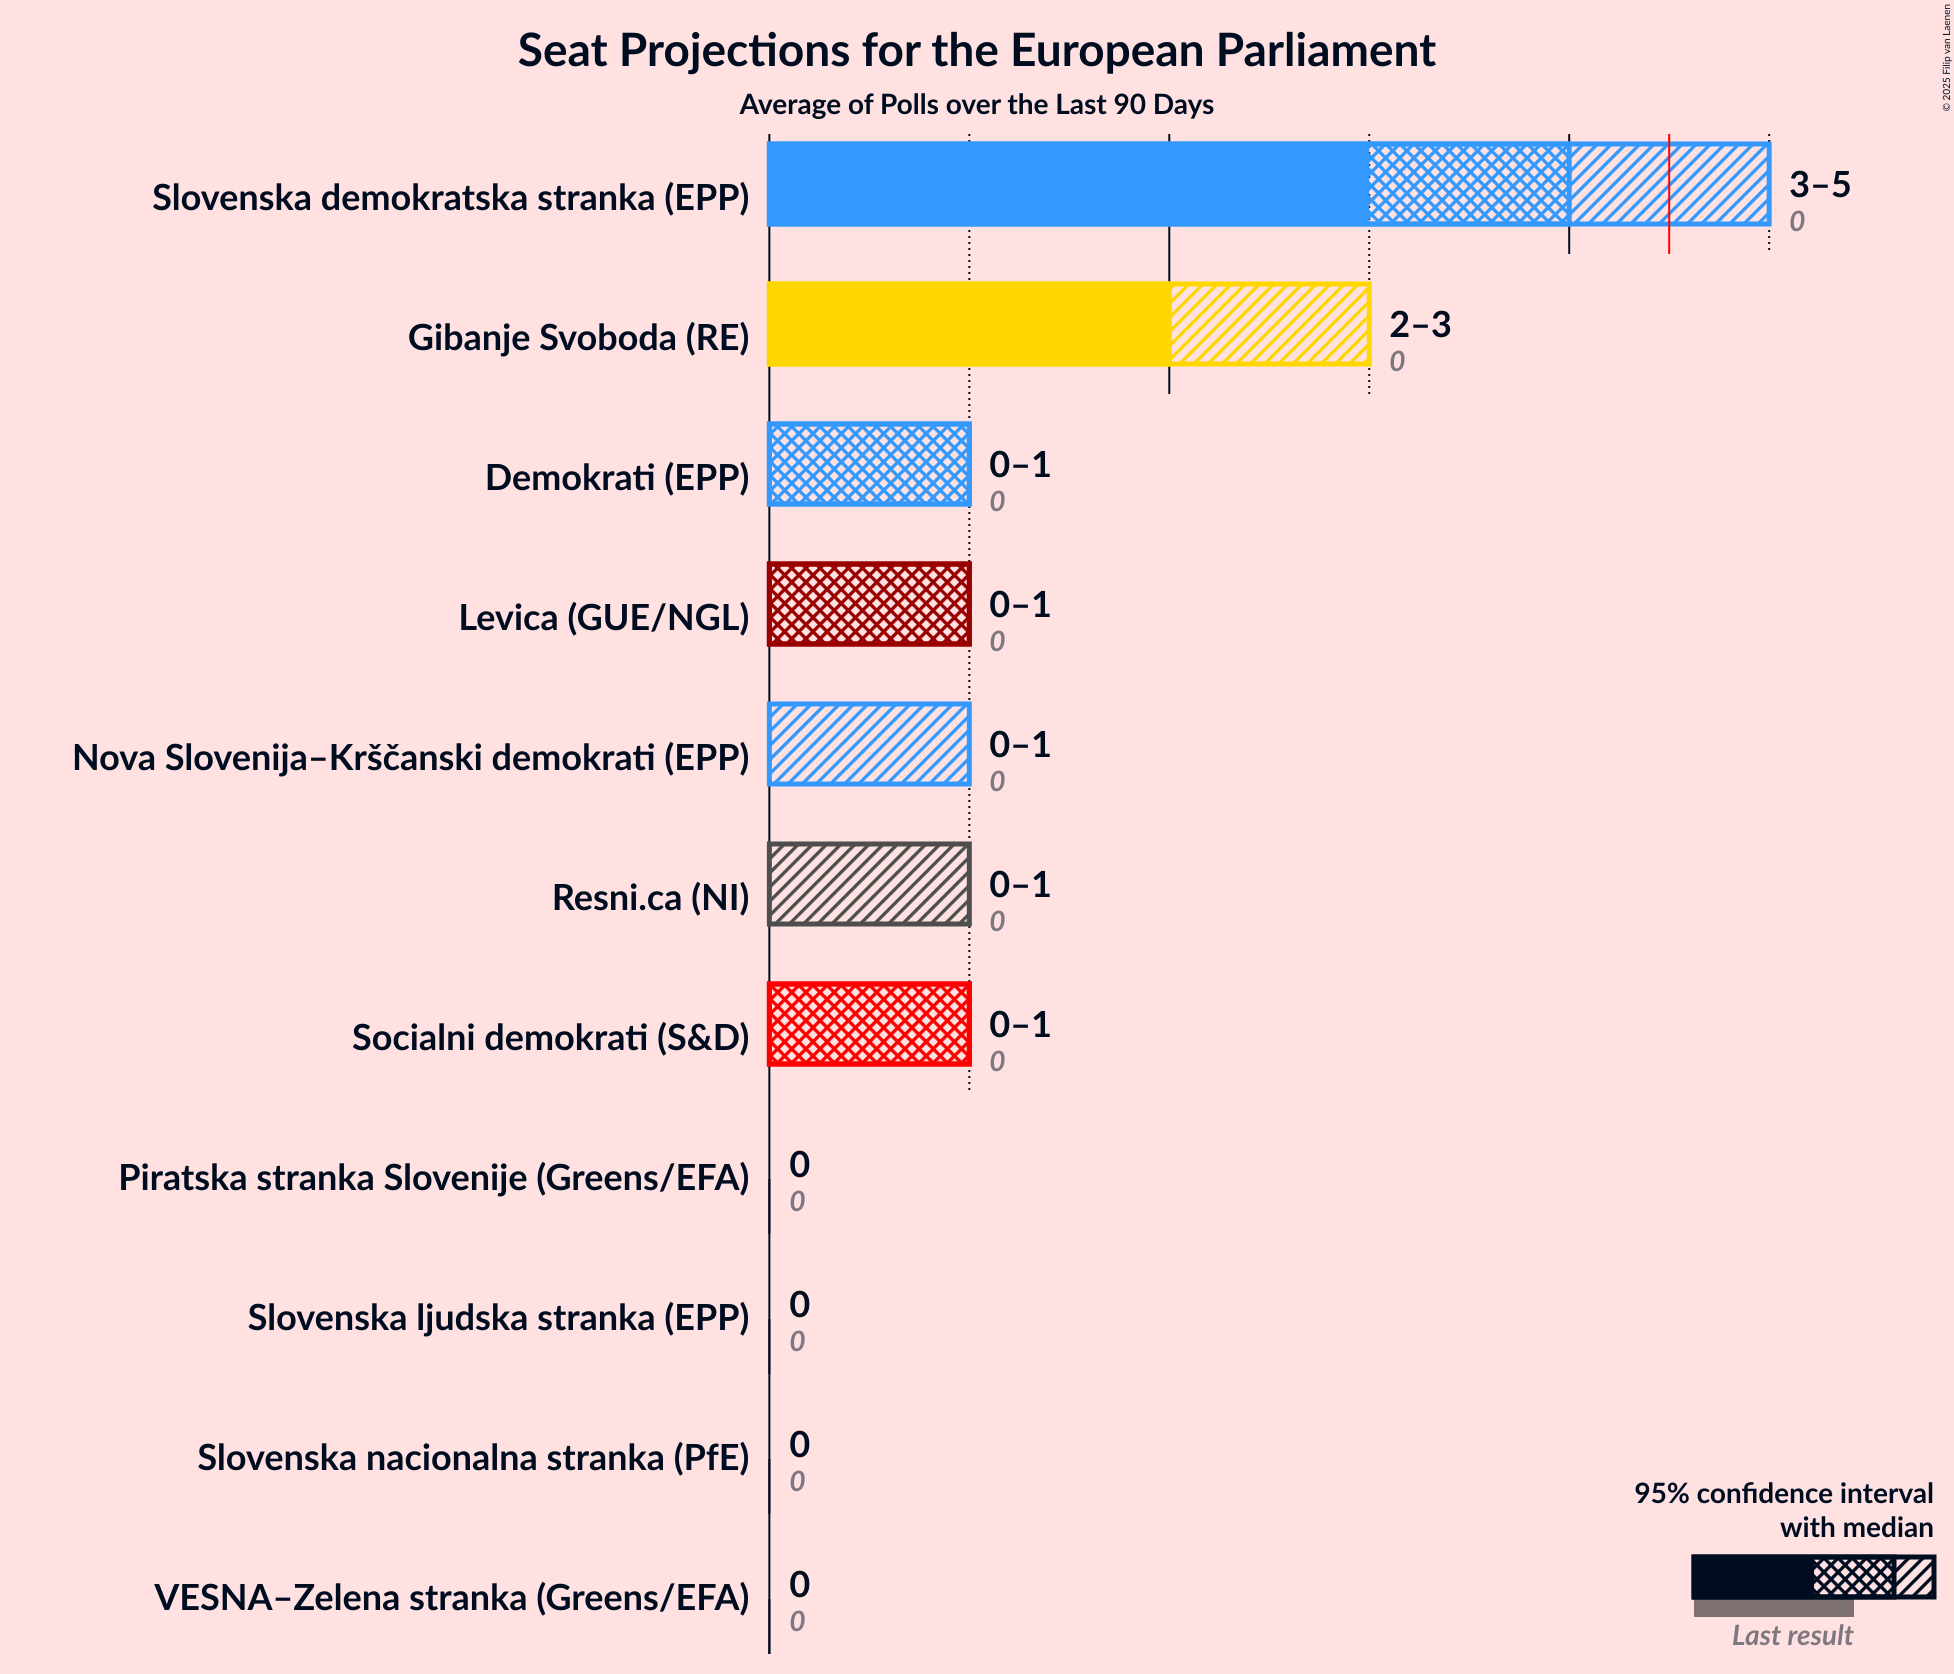 Seat Projections for the European Parliament
Average of Polls over the Last 90 Days
© 2025 Filip van Laenen
Slovenska demokratska stranka (EPP)
3–5
0
Gibanje Svoboda (RE)
2–3
0
Demokrati (EPP)
0–1
0
Levica (GUE/NGL)
0–1
0
Nova Slovenija–Krščanski demokrati (EPP)
0–1
0
Resni.ca (NI)
0–1
0
Socialni demokrati (S&D)
0–1
0
Piratska stranka Slovenije (Greens/EFA)
0
0
Slovenska ljudska stranka (EPP)
0
0
Slovenska nacionalna stranka (PfE)
0
0
VESNA–Zelena stranka (Greens/EFA)
0
0
95% confidence interval
with median
Last result